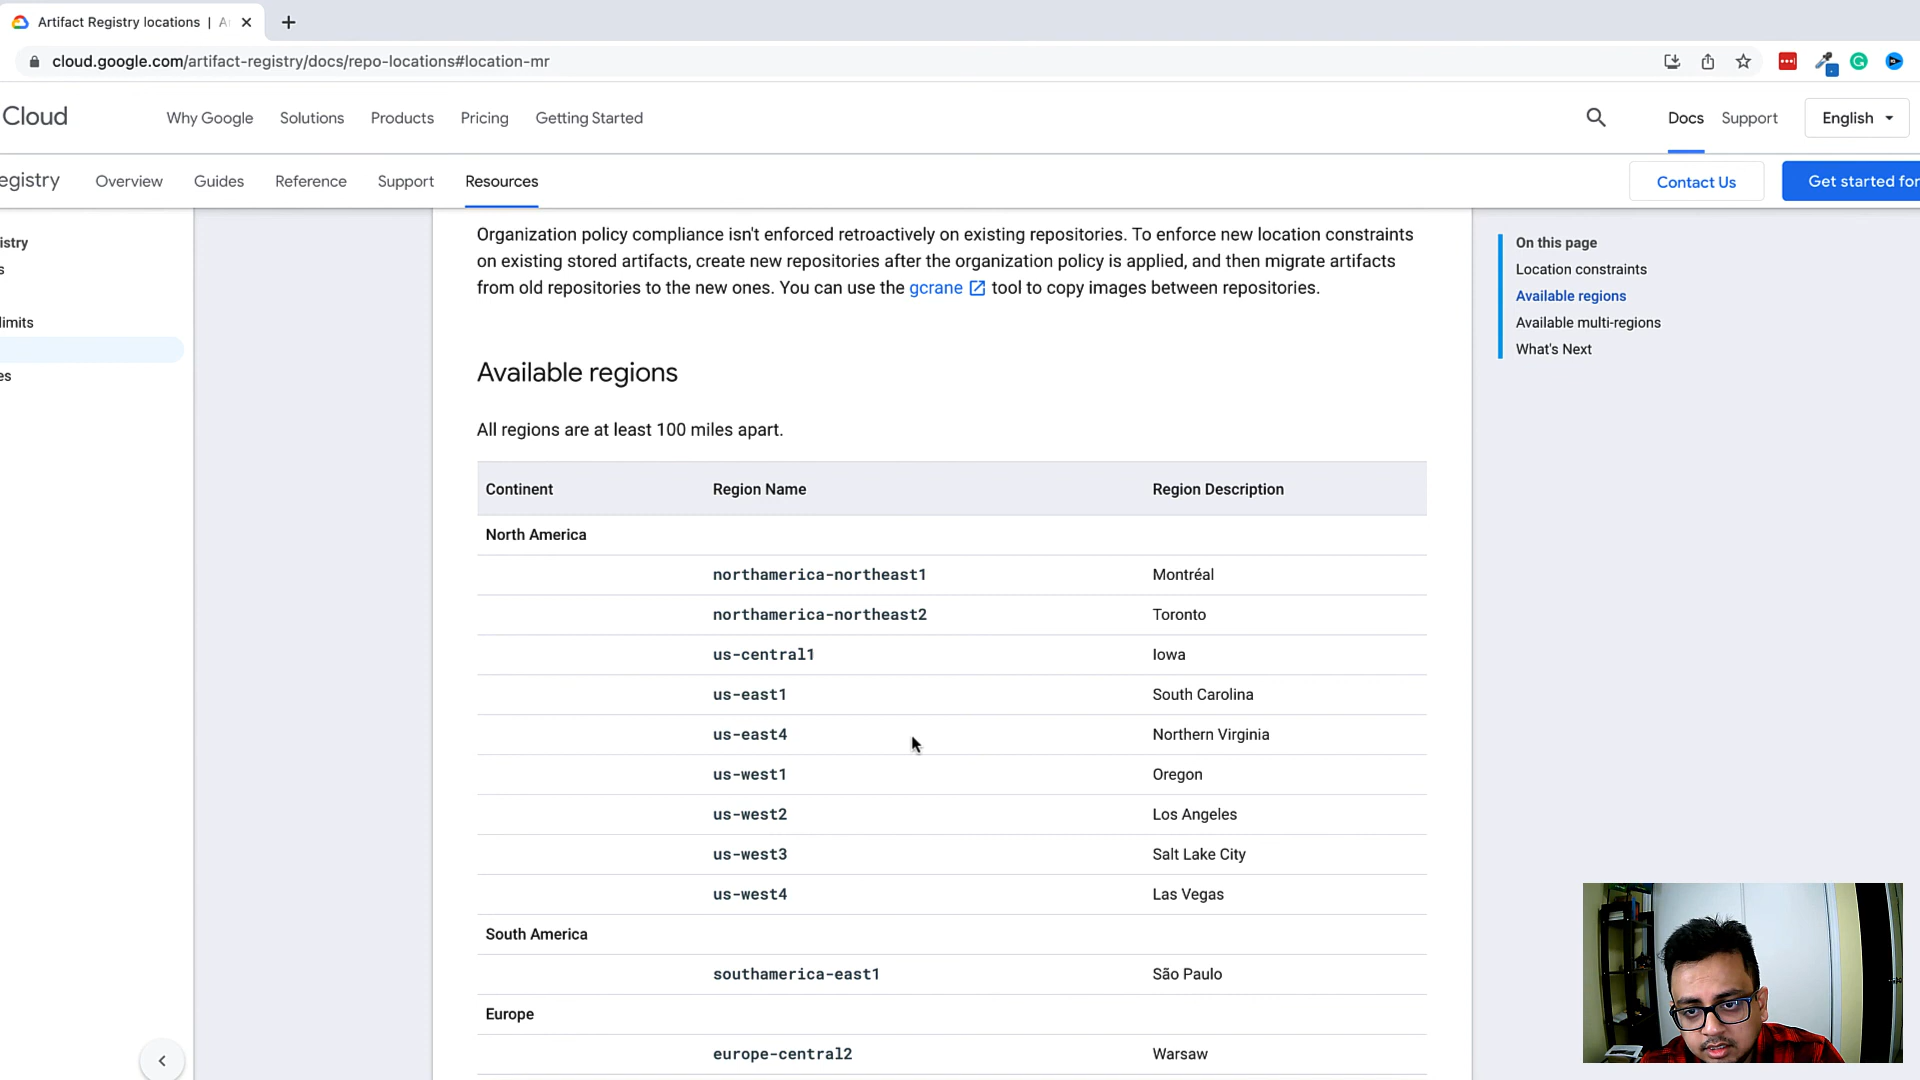 Artifact Registry locations | A
cloud.google.com/artifact-registry/docs/repo-locations#location-mr
Cloud Why Google Solutions Products Pricing Getting Started Docs Support English
egistry Overview Guides Reference Support Resources Contact Us Get started for
istry
s
limits
es
Organization policy compliance isn't enforced retroactively on existing repositories. To enforce new location constraints
on existing stored artifacts, create new repositories after the organization policy is applied, and then migrate artifacts
from old repositories to the new ones. You can use the gcrane tool to copy images between repositories.
Available regions
All regions are at least 100 miles apart.
Continent Region Name Region Description
North America
northamerica-northeast1 Montréal
northamerica-northeast2 Toronto
us-central1 Iowa
us-east1 South Carolina
us-east4 Northern Virginia
us-west1 Oregon
us-west2 Los Angeles
us-west3 Salt Lake City
us-west4 Las Vegas
South America
southamerica-east1 São Paulo
Europe
europe-central2 Warsaw
On this page
Location constraints
Available regions
Available multi-regions
What's Next